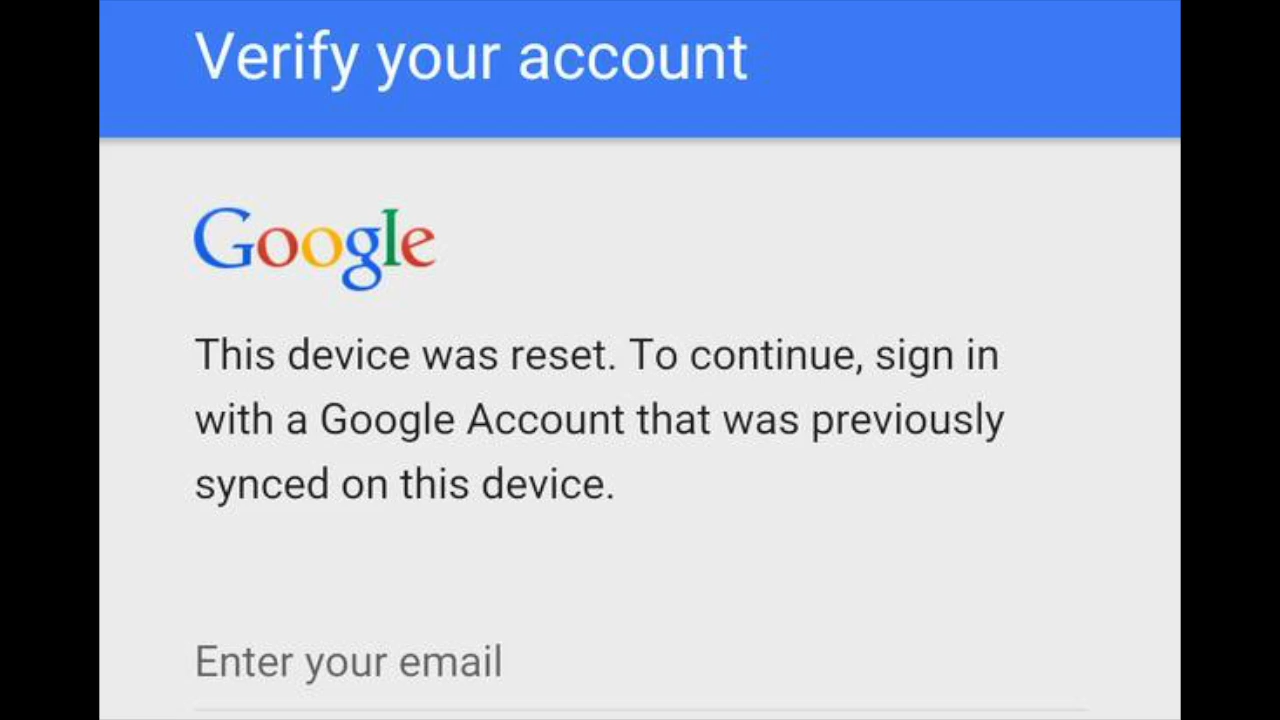 Verify your account
Google
This device was reset. To continue, sign in
with a Google Account that was previously
synced on this device.
Enter your email